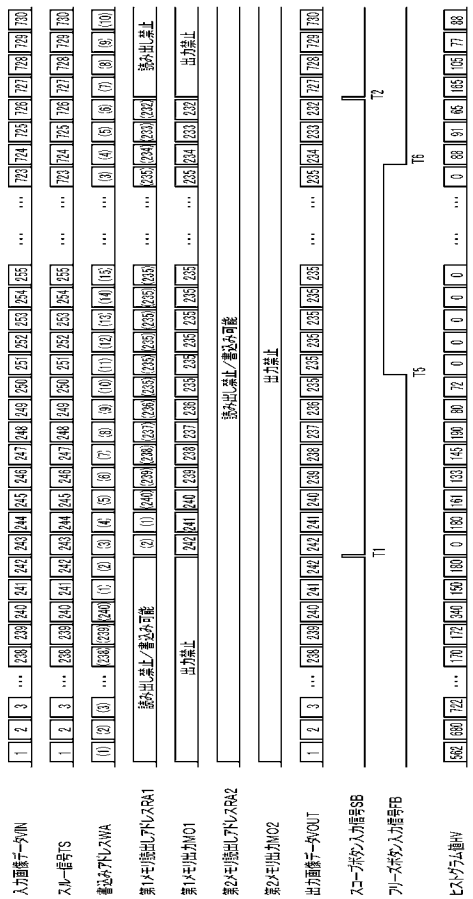 入力画像データVIN 1 2 3 … 238 239 240 241 242 243 244 245 246 247 248 249 250 251 252 253 254 255 … … 723 724 725 726 727 728 729 730
スルー信号TS 1 2 3 … 238 239 240 241 242 243 244 245 246 247 248 249 250 251 252 253 254 255 … … 723 724 725 726 727 728 729 730
書込みアドレスWA (1) (2) (3) … (238) (239) (240) (1) (2) (3) (4) (5) (6) (7) (8) (9) (10) (11) (12) (13) (14) (15) … … (3) (4) (5) (6) (7) (8) (9) (10)
第1メモリ読出しアドレスRA1 読み出し禁止/書込み可能 (2) (1) (240) (239) (238) (237) (236) (235) (235) (235) (235) (235) (235) … … (235) (234) (233) (232) 読み出し禁止
第1メモリ出力MO1 出力禁止 242 241 240 239 238 237 236 235 235 235 235 235 235 … … 235 234 233 232 出力禁止
第2メモリ読出しアドレスRA2 読み出し禁止/書込み可能
第2メモリ出力MO2 出力禁止
出力画像データVOUT 1 2 3 … 238 239 240 241 242 242 241 240 239 238 237 236 235 235 235 235 235 235 … … 235 234 233 232 727 728 729 730
スコープボタン入力信号SB T1 T2
フリーズボタン入力信号FB T5 T6
ヒストグラム値HV 562 680 722 … 170 172 340 150 180 0 180 161 133 145 190 80 72 0 0 0 0 0 … … 0 88 91 65 165 105 77 88